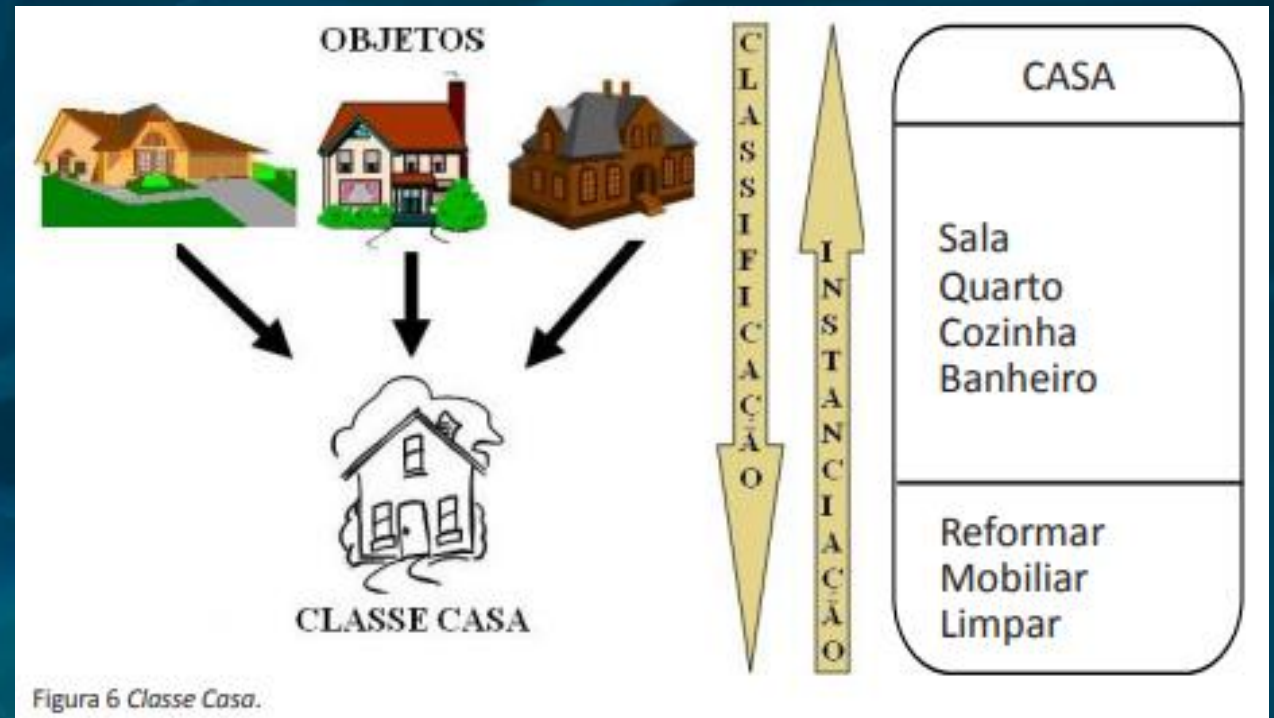 OBJETOS
CLASSE CASA
CLASSIFICAÇÃO
INSTANCIAÇÃO
CASA
Sala
Quarto
Cozinha
Banheiro
Reformar
Mobiliar
Limpar
Figura 6 Classe Casa.